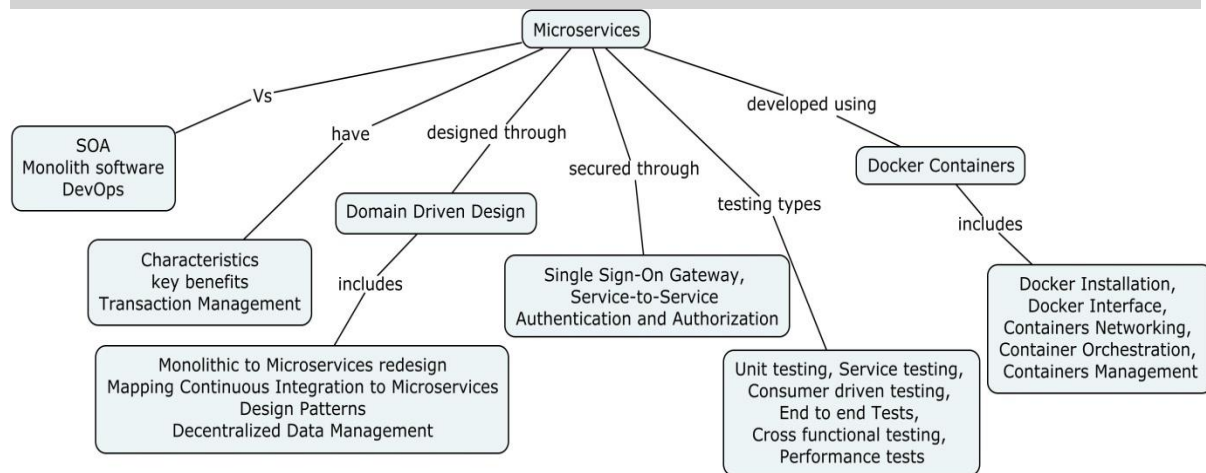 Microservices
Vs
developed using
have
designed through
secured through
testing types
SOA
Monolith software
DevOps
Docker Containers
Domain Driven Design
includes
Characteristics
key benefits
Transaction Management
includes
Single Sign-On Gateway,
Service-to-Service
Authentication and Authorization
Docker Installation,
Docker Interface,
Containers Networking,
Container Orchestration,
Containers Management
Monolithic to Microservices redesign
Mapping Continuous Integration to Microservices
Design Patterns
Decentralized Data Management
Unit testing, Service testing,
Consumer driven testing,
End to end Tests,
Cross functional testing,
Performance tests